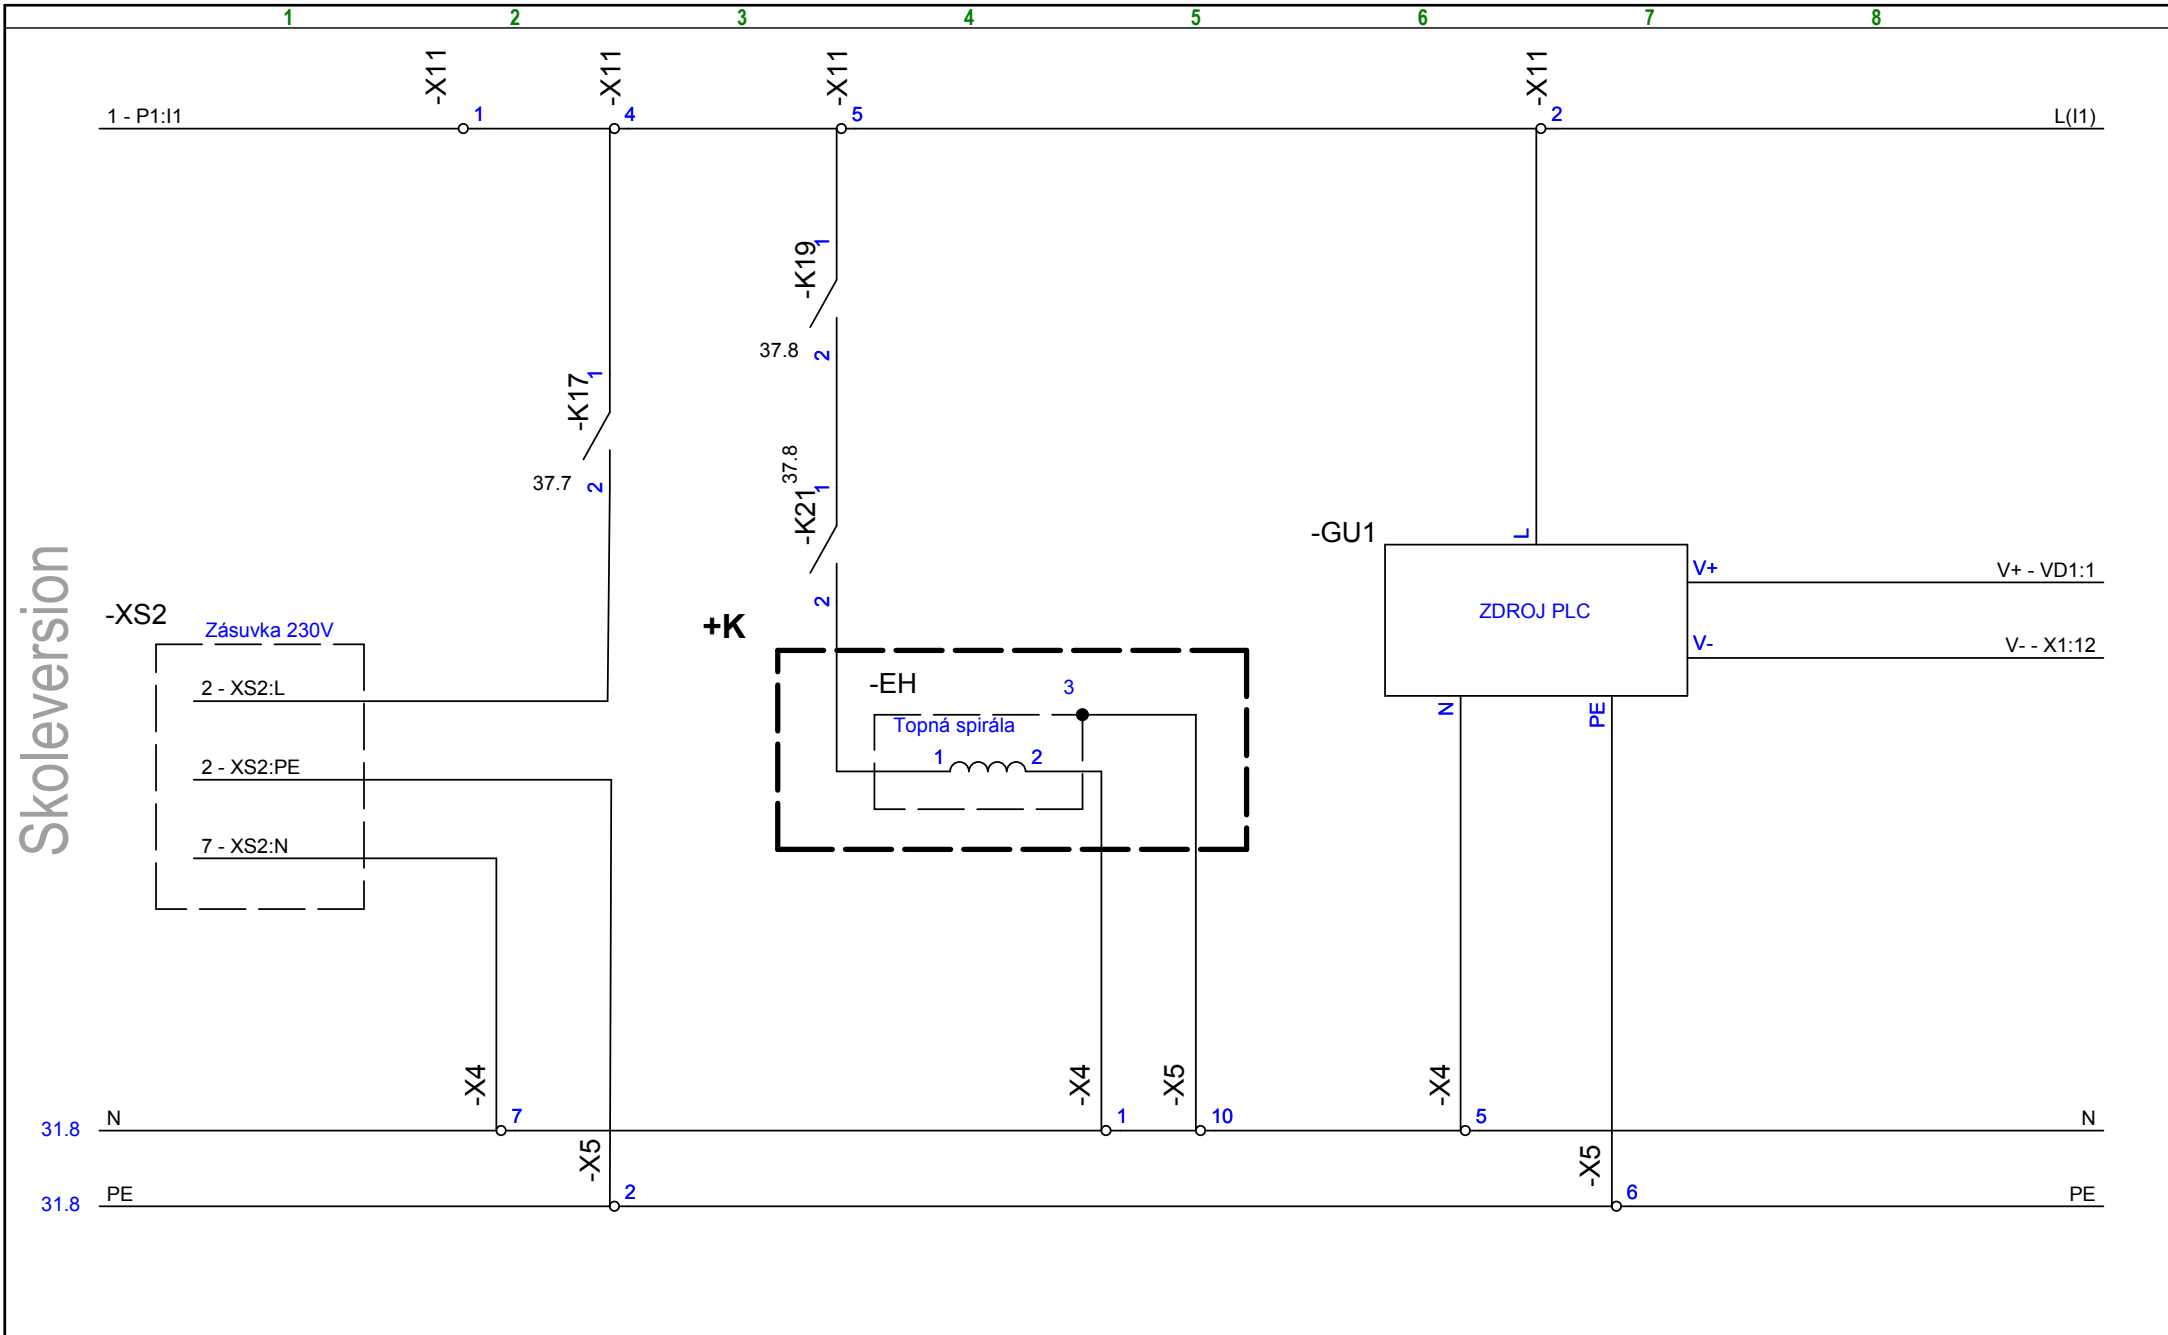 1 2 3 4 5 6 7 8
-X11 -X11 -X11 -X11
1 - P1:I1 1 4 5 2 L(I1)
-K19 1
37.8 2
-K17 1
37.7 2
37.8
-K21 1
2
-GU1 L
V+ V+ - VD1:1
ZDROJ PLC
V- V- - X1:12
N PE
-XS2
Zásuvka 230V
2 - XS2:L
2 - XS2:PE
7 - XS2:N
+K
-EH 3
Topná spirála
1 2
Skoleversion
-X4 -X4 -X5 -X4
31.8 N 7 1 10 5 N
-X5 -X5
31.8 PE 2 6 PE